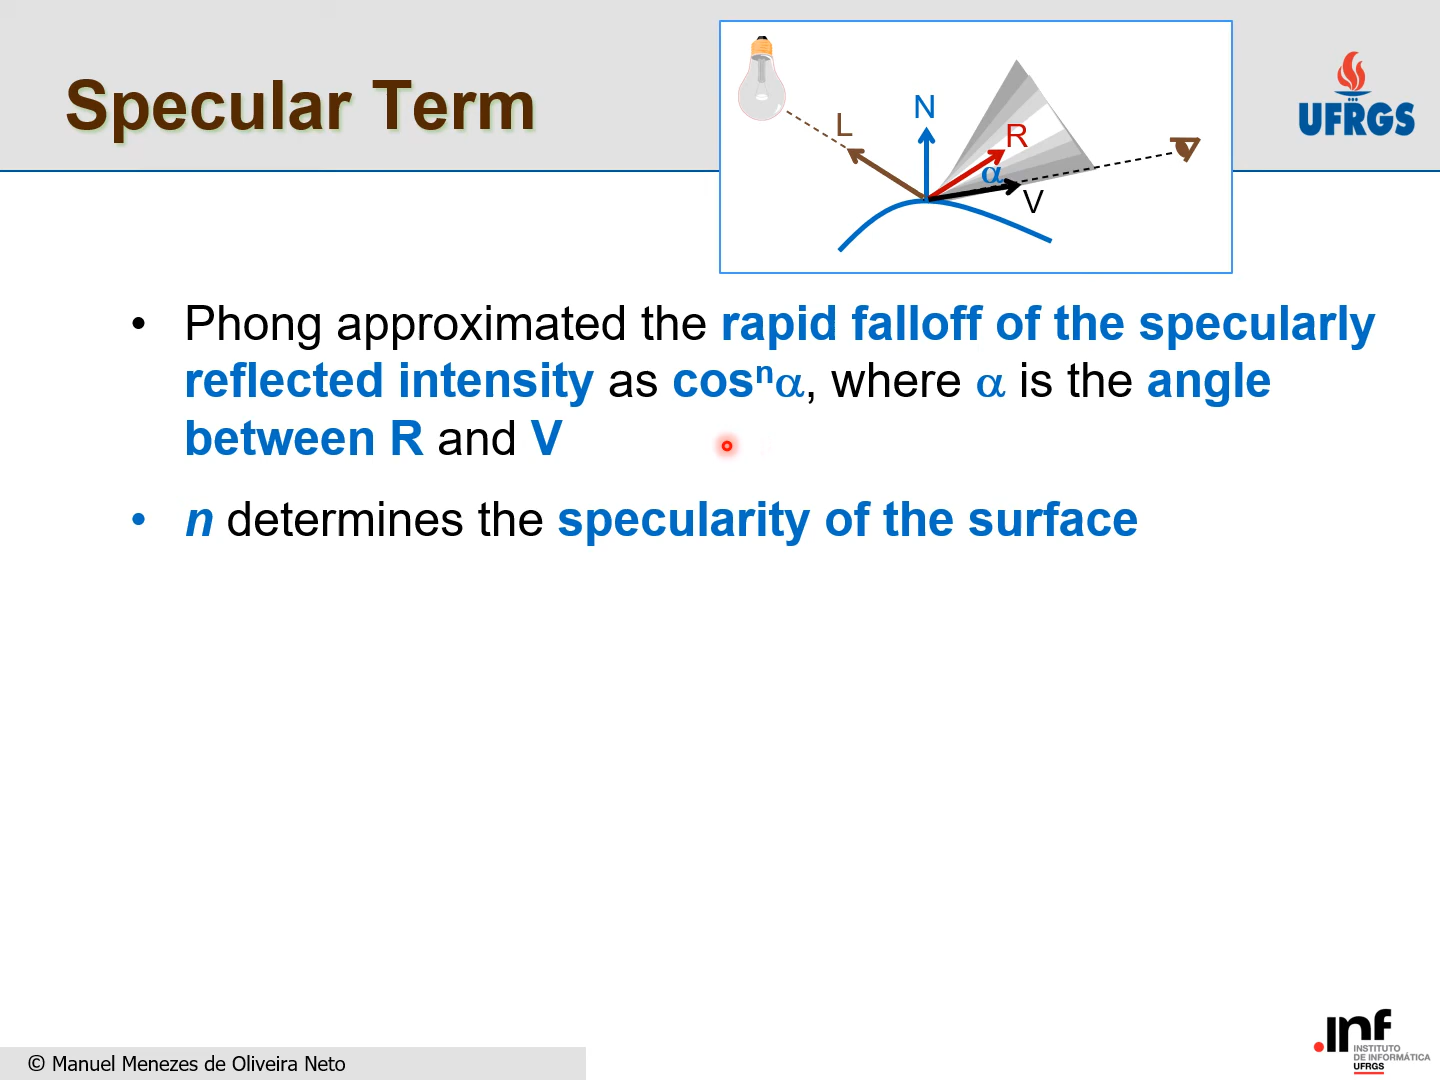 Specular Term
L
N
R
α
V
UFRGS
• Phong approximated the rapid falloff of the specularly
reflected intensity as cosⁿα, where α is the angle
between R and V
• n determines the specularity of the surface
© Manuel Menezes de Oliveira Neto
.inf
INSTITUTO
DE INFORMÁTICA
UFRGS